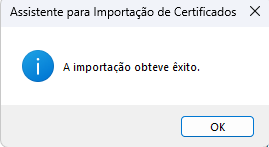 Assistente para Importação de Certificados
A importação obteve êxito.
OK